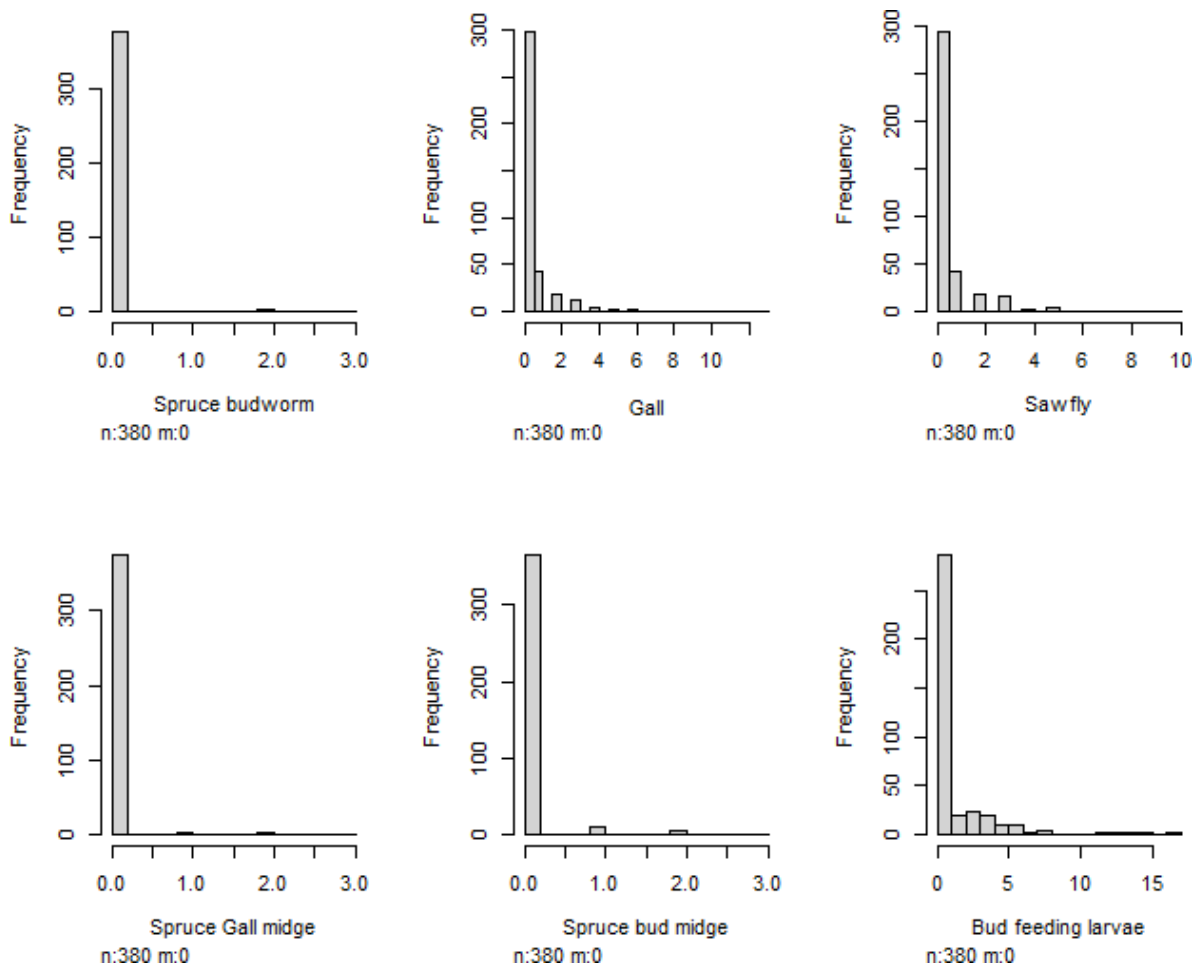 Frequency
0 100 200 300
0.0 1.0 2.0 3.0
Spruce budworm
n:380 m:0
Frequency
0 50 100 200 300
0 2 4 6 8 10
Gall
n:380 m:0
Frequency
0 50 100 200 300
0 2 4 6 8 10
Sawfly
n:380 m:0
Frequency
0 100 200 300
0.0 1.0 2.0 3.0
Spruce Gall midge
n:380 m:0
Frequency
0 100 200 300
0.0 1.0 2.0 3.0
Spruce bud midge
n:380 m:0
Frequency
0 50 100 200
0 5 10 15
Bud feeding larvae
n:380 m:0